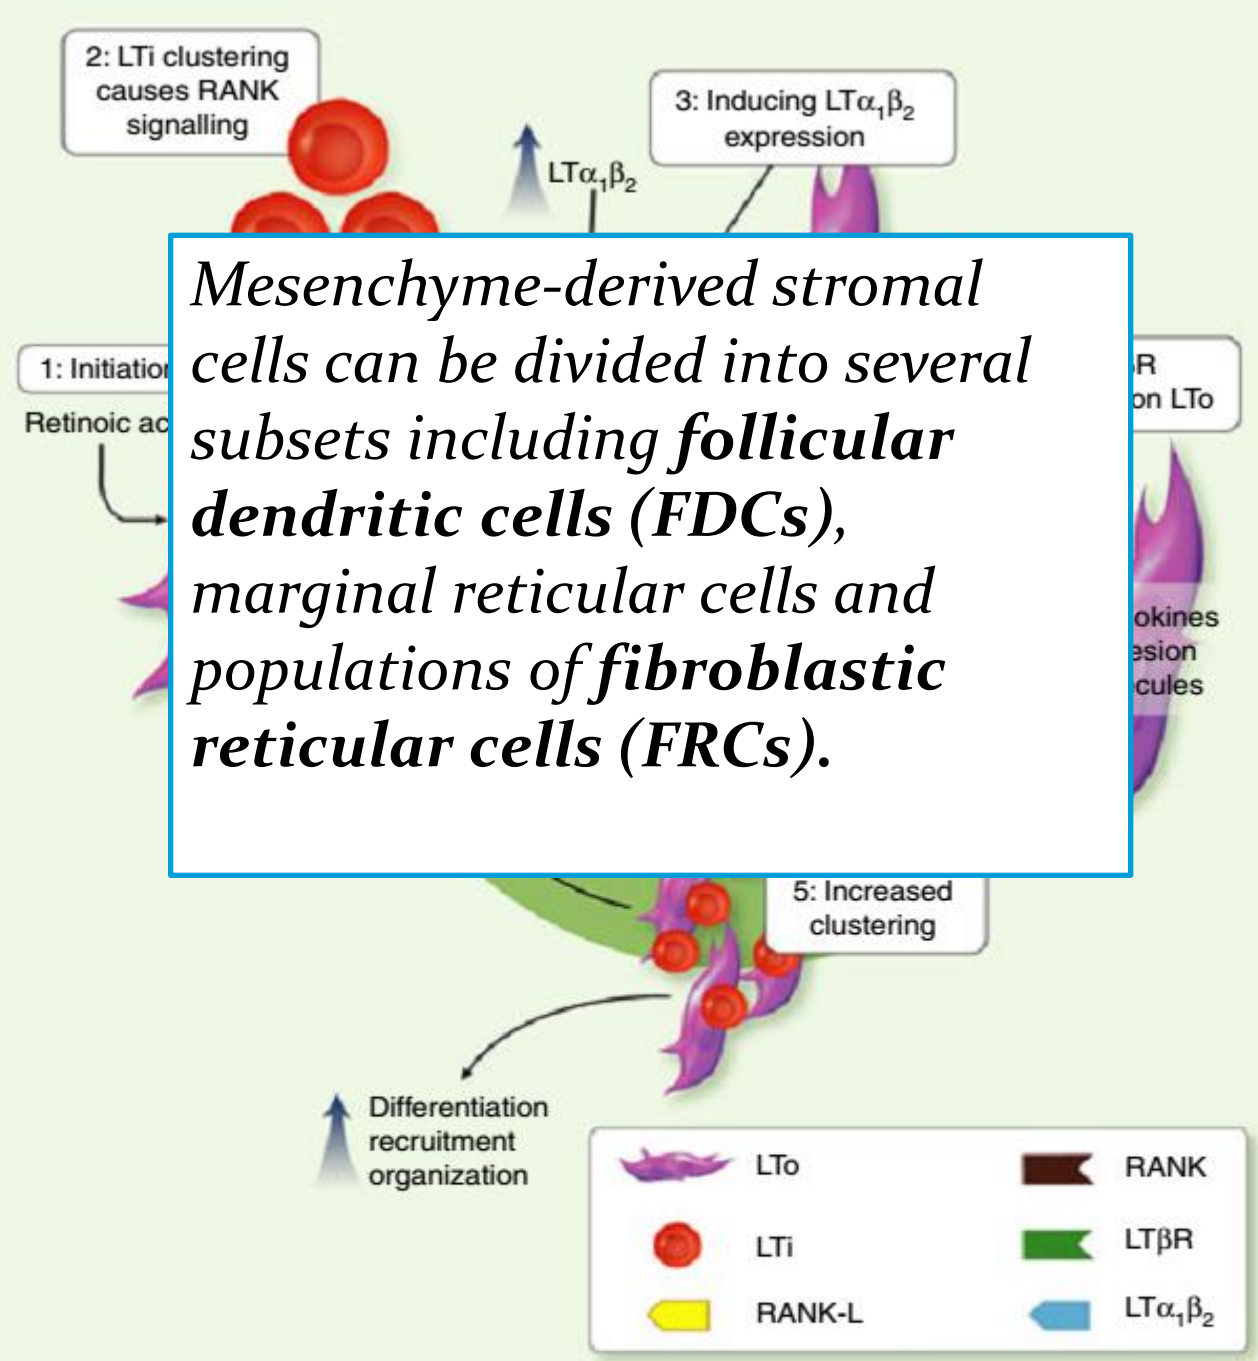 2: LTi clustering
causes RANK
signalling
3: Inducing LTα₁β₂
expression
LTα₁β₂
Mesenchyme-derived stromal
cells can be divided into several
subsets including follicular
dendritic cells (FDCs),
marginal reticular cells and
populations of fibroblastic
reticular cells (FRCs).
1:
Retinoic
on LTo
5: Increased
clustering
Differentiation
recruitment
organization
LTo
RANK
LTi
LTβR
RANK-L
LTα₁β₂